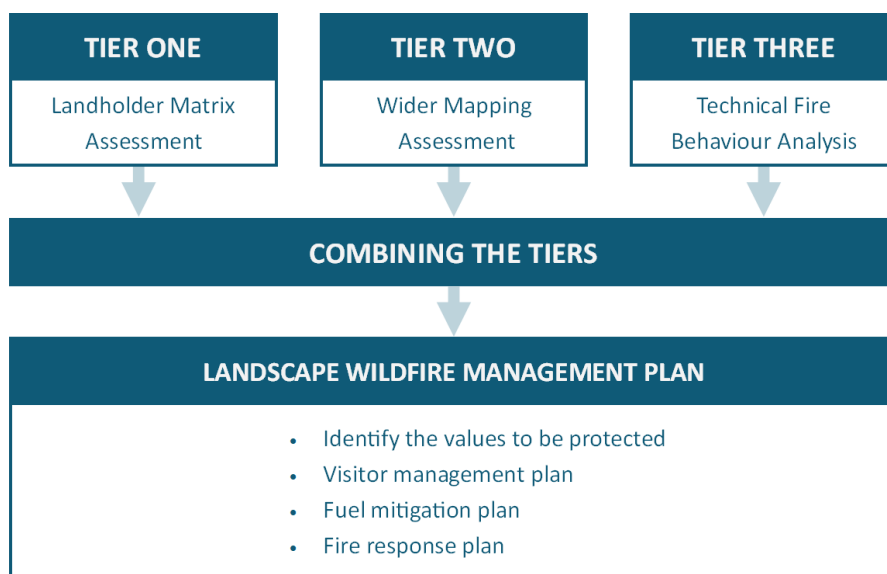 TIER ONE
Landholder Matrix
Assessment
TIER TWO
Wider Mapping
Assessment
TIER THREE
Technical Fire
Behaviour Analysis
COMBINING THE TIERS
LANDSCAPE WILDFIRE MANAGEMENT PLAN
• Identify the values to be protected
• Visitor management plan
• Fuel mitigation plan
• Fire response plan